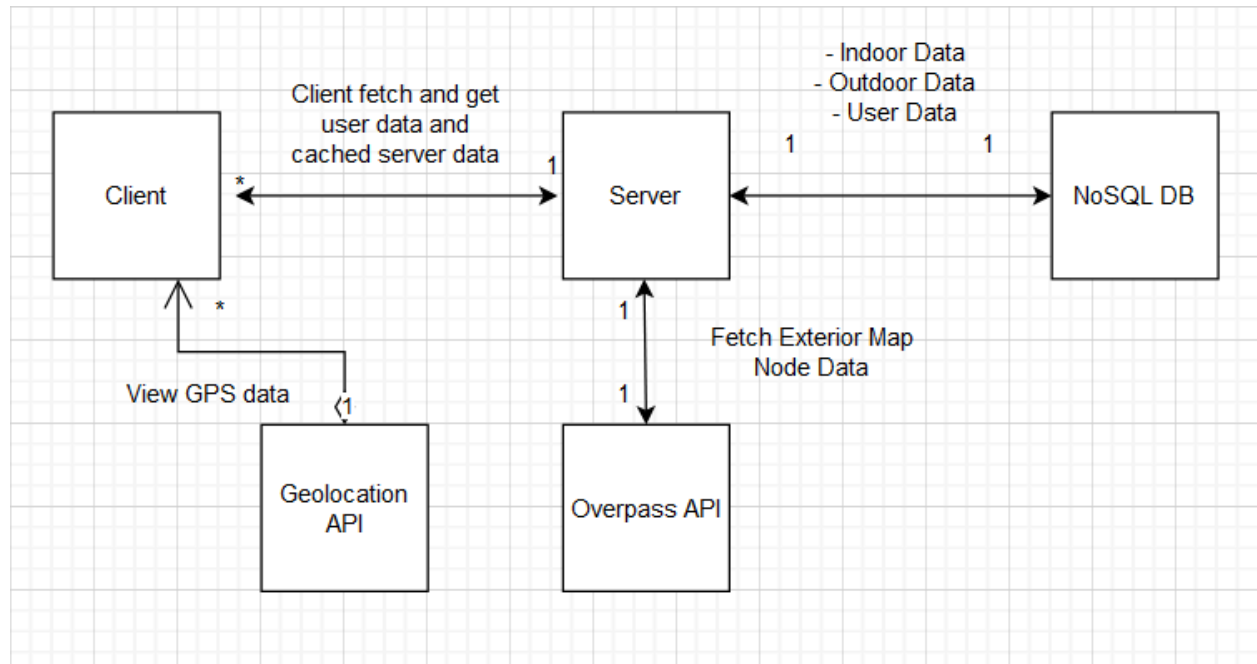 - Indoor Data
- Outdoor Data
- User Data
Client fetch and get
user data and
cached server data
1
1
*
1
Client
Server
NoSQL DB
*
1
Fetch Exterior Map
Node Data
View GPS data
1
1
Geolocation
API
Overpass API